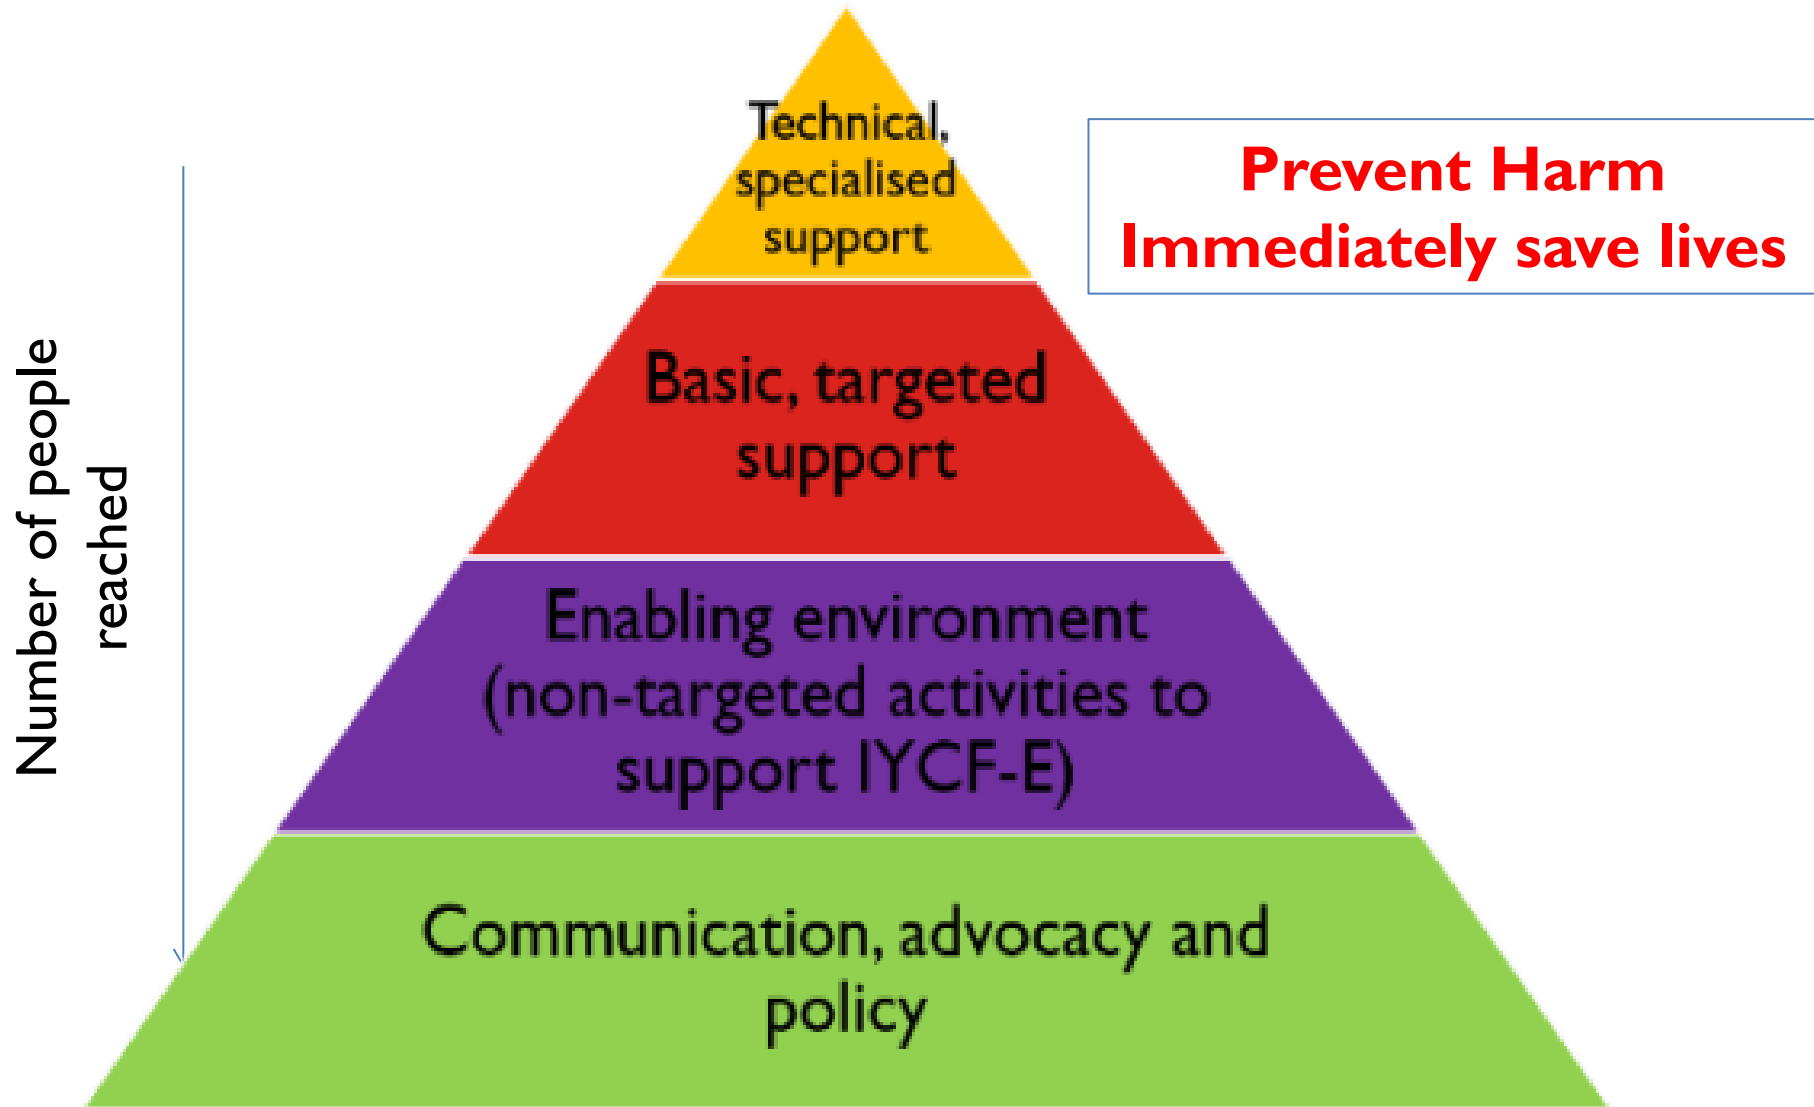 Technical,
specialised
support
Prevent Harm
Immediately save lives
Number of people
reached
Basic, targeted
support
Enabling environment
(non-targeted activities to
support IYCF-E)
Communication, advocacy and
policy